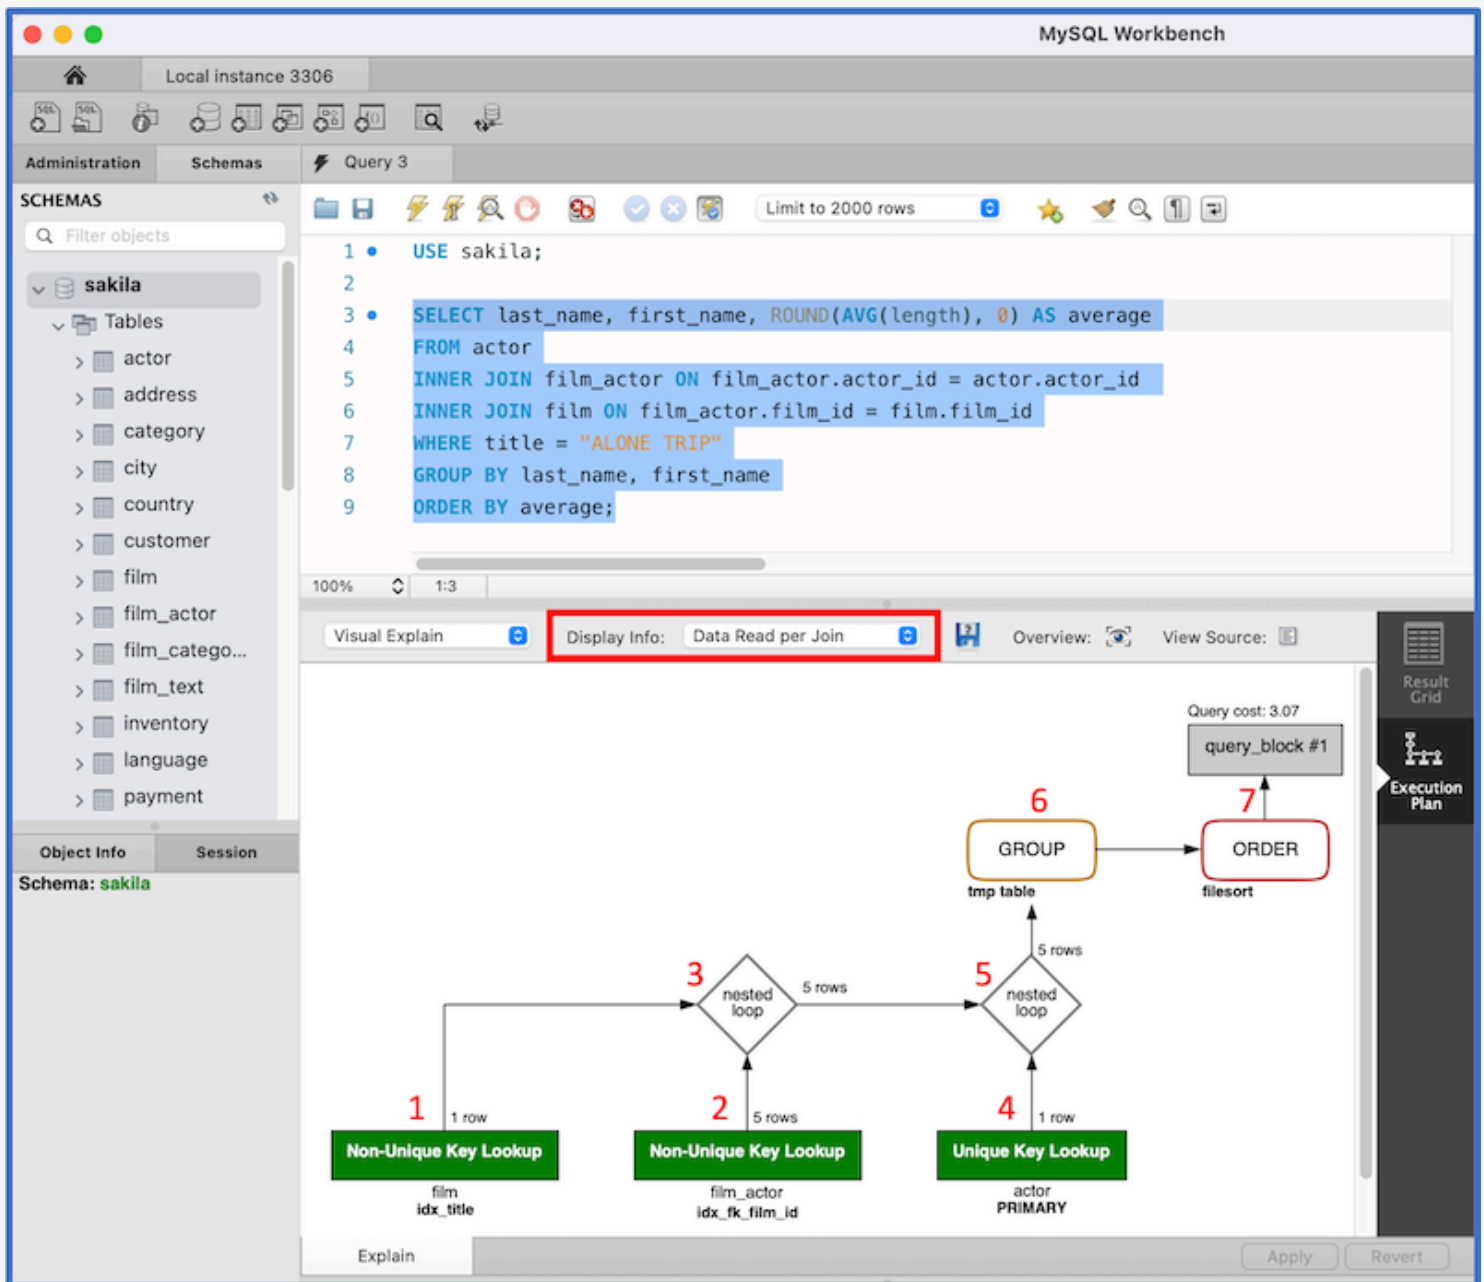 MySQL Workbench
Local instance 3306
Administration
Schemas
Query 3
SCHEMAS
Filter objects
Limit to 2000 rows
sakila
Tables
actor
address
category
city
country
customer
film
film_actor
film_catego...
film_text
inventory
language
payment
1 USE sakila;
2
3 SELECT last_name, first_name, ROUND(AVG(length), 0) AS average
4 FROM actor
5 INNER JOIN film_actor ON film_actor.actor_id = actor.actor_id
6 INNER JOIN film ON film_actor.film_id = film.film_id
7 WHERE title = "ALONE TRIP"
8 GROUP BY last_name, first_name
9 ORDER BY average;
100% 1:3
Visual Explain
Display Info: Data Read per Join
Overview:
View Source:
Result
Grid
Execution
Plan
Object Info
Session
Schema: sakila
Query cost: 3.07
query_block #1
6
7
GROUP
ORDER
tmp table
filesort
5 rows
3
5 rows
5
nested
loop
nested
loop
1
1 row
2
5 rows
4
1 row
Non-Unique Key Lookup
Non-Unique Key Lookup
Unique Key Lookup
film
idx_title
film_actor
idx_fk_film_id
actor
PRIMARY
Explain
Apply
Revert